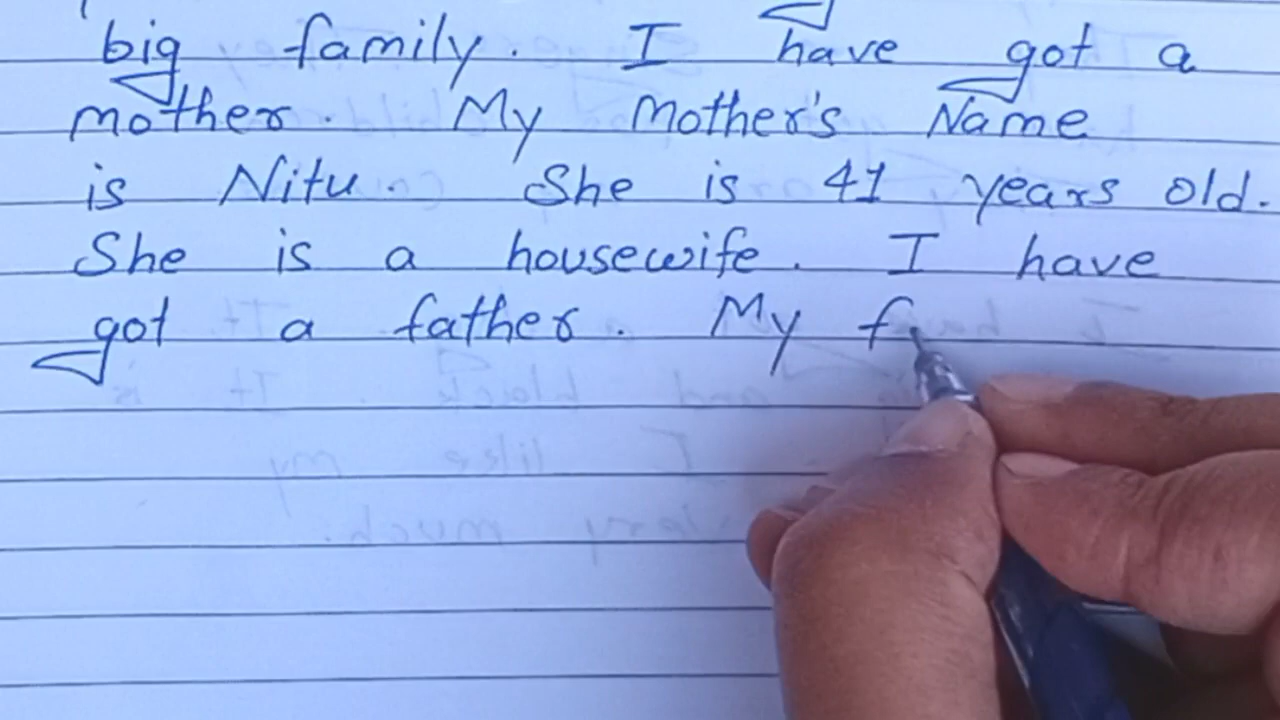 big family. I have got a
mother. My Mother's Name
is Nitu. She is 41 years old.
She is a housewife. I have
got a father. My f